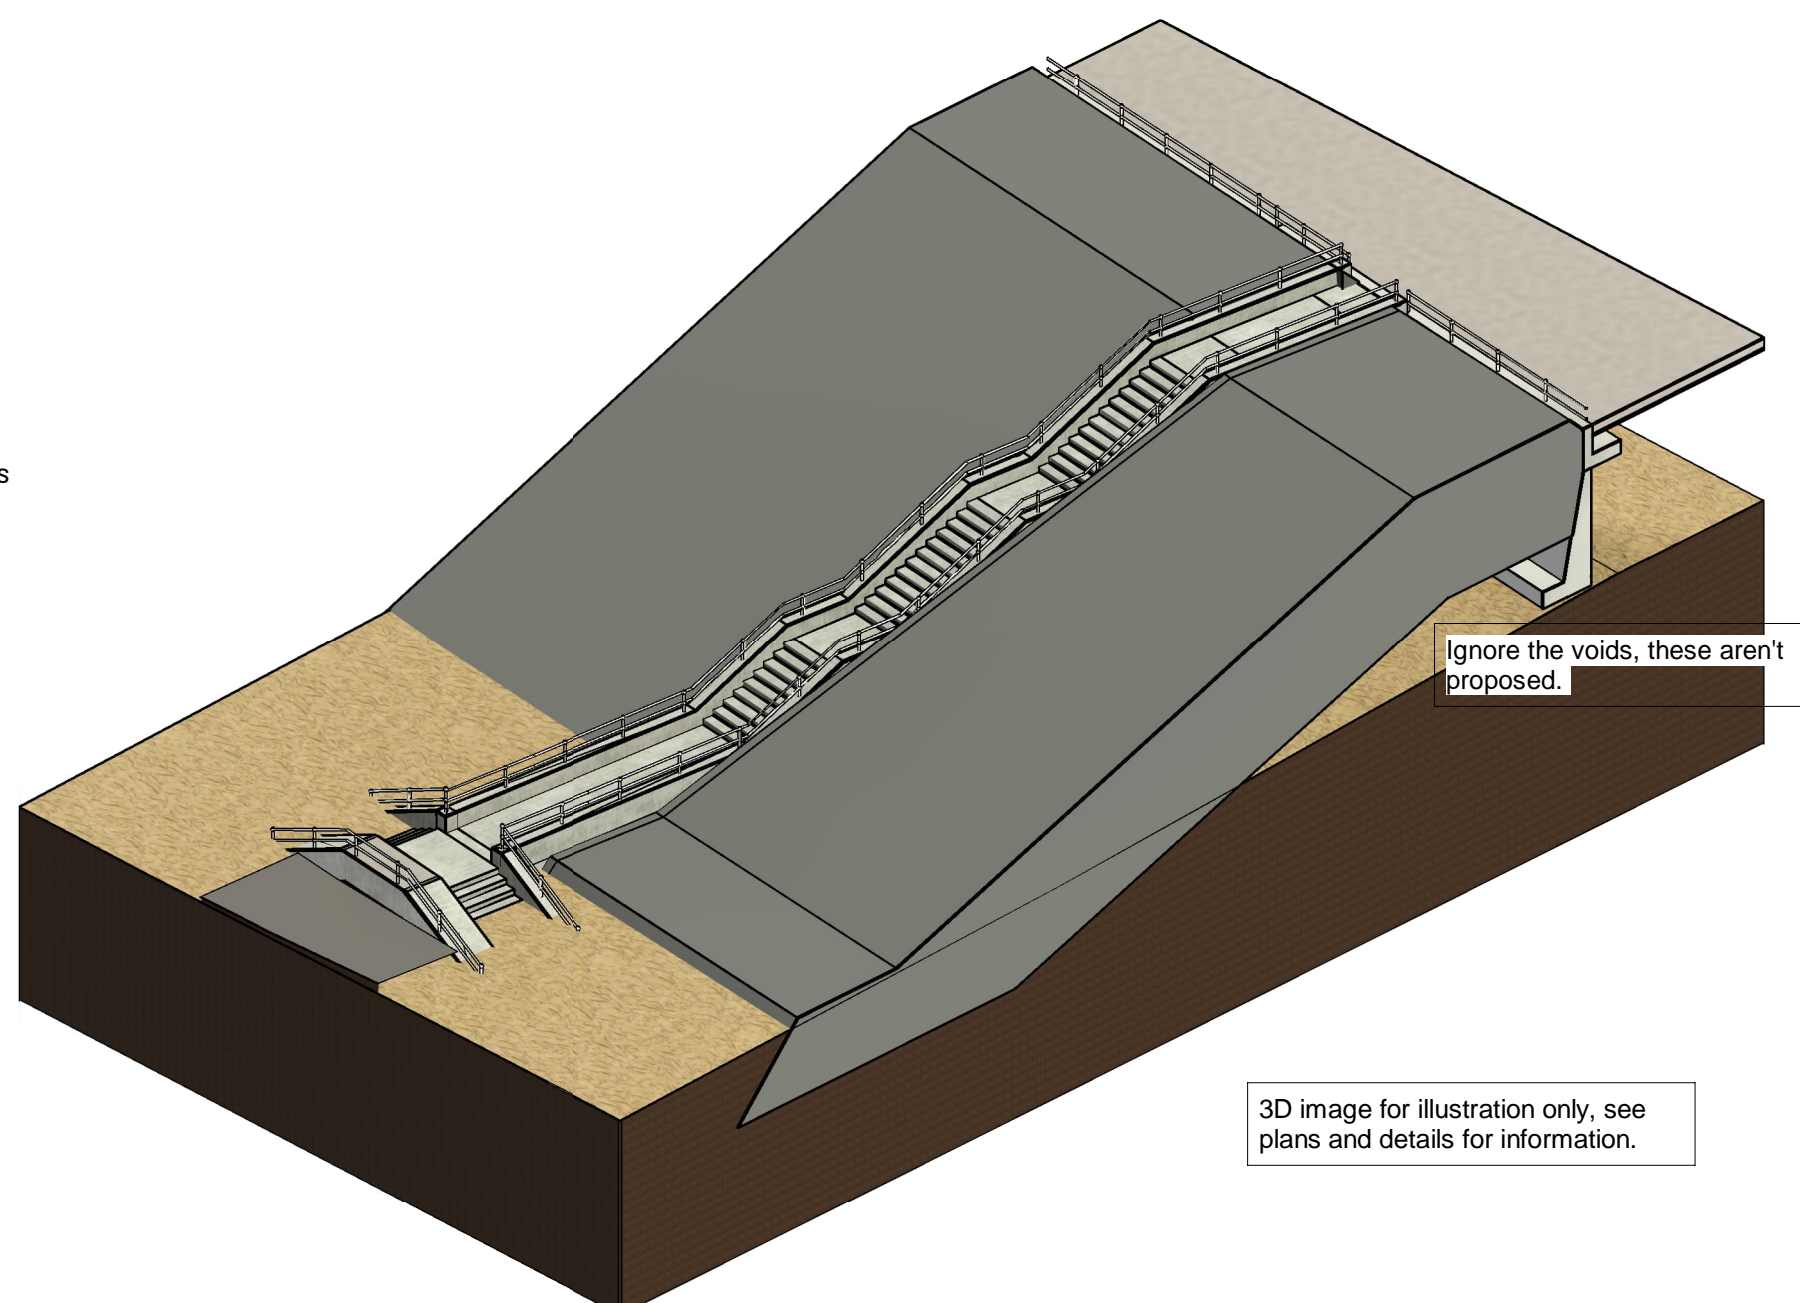 s
Ignore the voids, these aren't
proposed.
3D image for illustration only, see
plans and details for information.